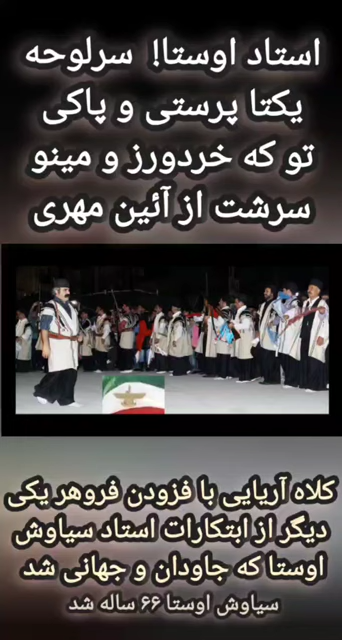 استاد اوستا! سرلوحه
یکتا پرستی و پاکی
تو که خردورز و مینو
سرشت از آئین مهری
کلاه آریایی با فزودن فروهر یکی
دیگر از ابتکارات استاد سیاوش
اوستا که جاودان و جهانی شد
سیاوش اوستا ۶۶ ساله شد